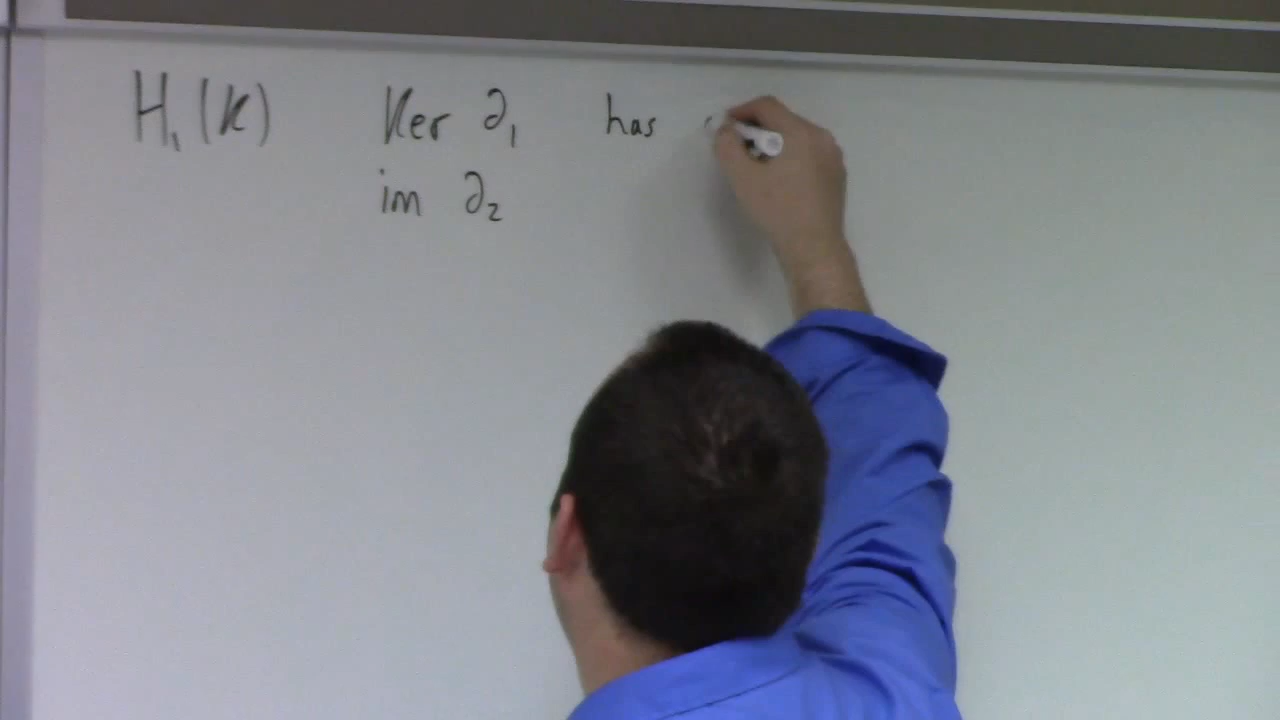 H₁(K) Ker ∂₁ has
im ∂₂